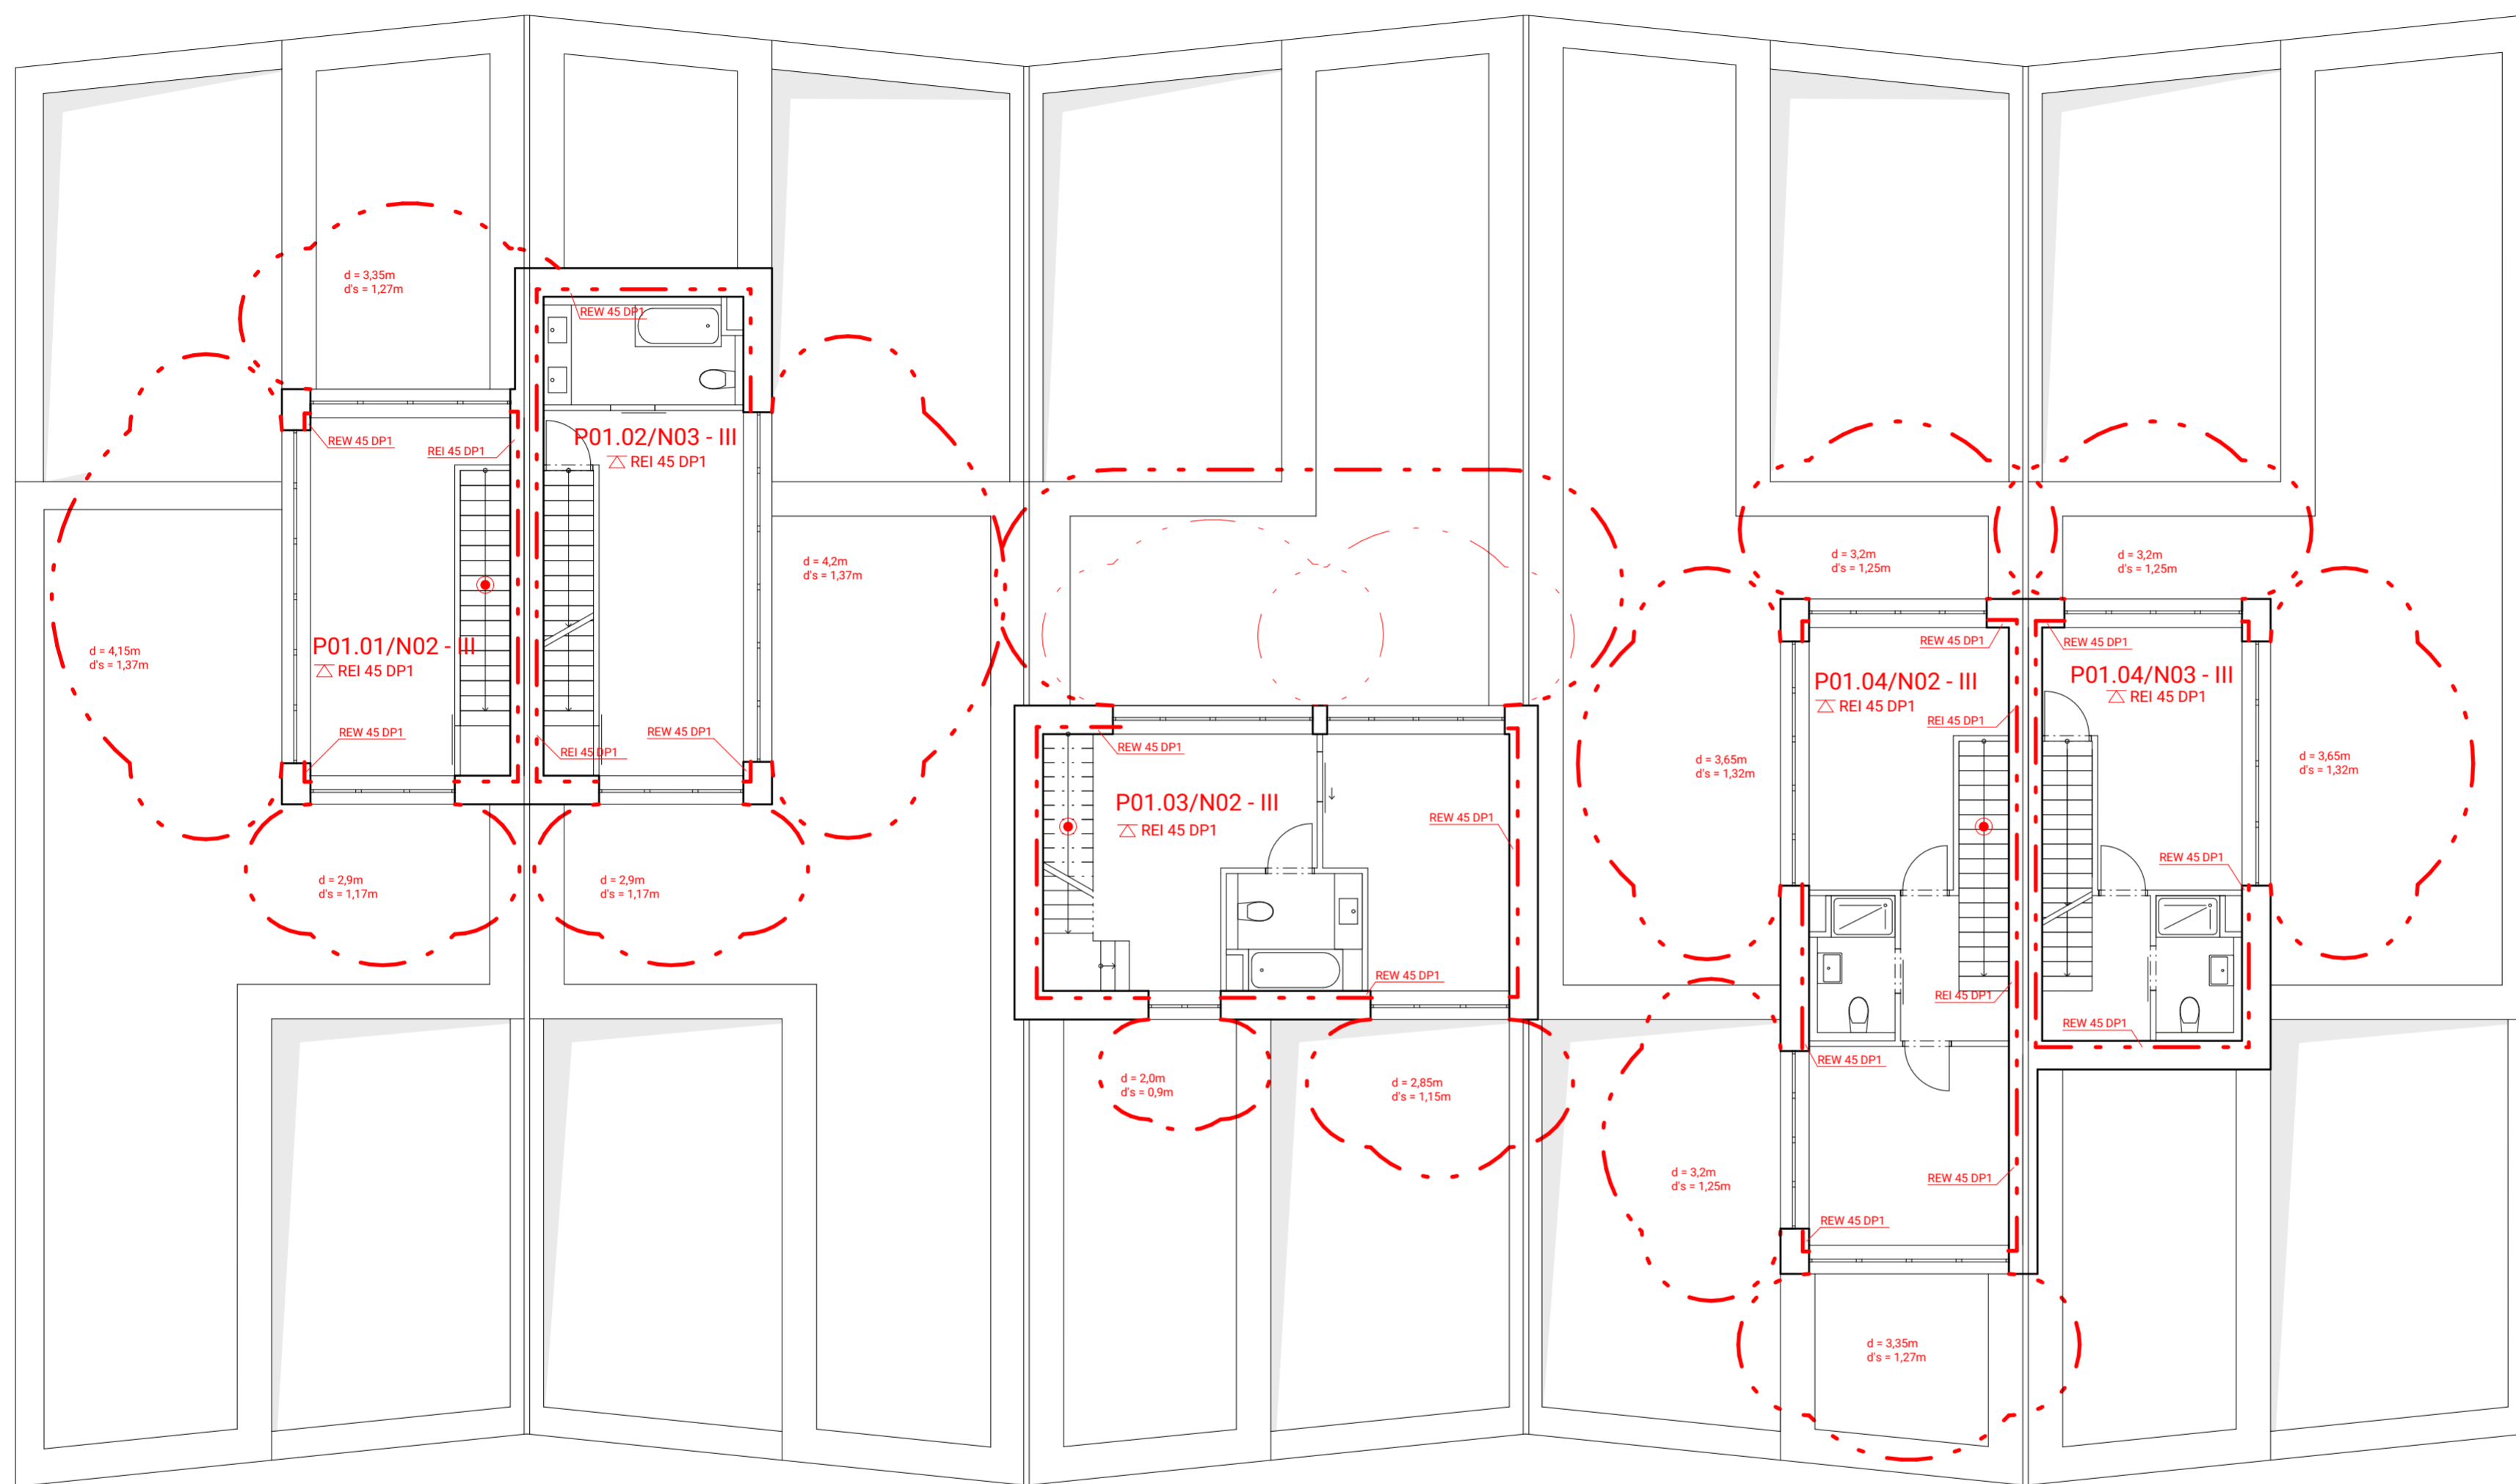 d = 3,35m
d's = 1,27m
REW 45 DP1
REW 45 DP1
REI 45 DP1
P01.02/N03 - III
REI 45 DP1
d = 4,2m
d's = 1,37m
P01.01/N02 - III
REI 45 DP1
d = 4,15m
d's = 1,37m
REW 45 DP1
REI 45 DP1
REW 45 DP1
d = 2,9m
d's = 1,17m
d = 2,9m
d's = 1,17m
REW 45 DP1
P01.03/N02 - III
REI 45 DP1
REW 45 DP1
REW 45 DP1
d = 2,0m
d's = 0,9m
d = 2,85m
d's = 1,15m
d = 3,2m
d's = 1,25m
d = 3,2m
d's = 1,25m
REW 45 DP1
REW 45 DP1
P01.04/N02 - III
REI 45 DP1
P01.04/N03 - III
REI 45 DP1
REI 45 DP1
d = 3,65m
d's = 1,32m
d = 3,65m
d's = 1,32m
REW 45 DP1
REI 45 DP1
REW 45 DP1
REW 45 DP1
d = 3,2m
d's = 1,25m
REW 45 DP1
REW 45 DP1
d = 3,35m
d's = 1,27m